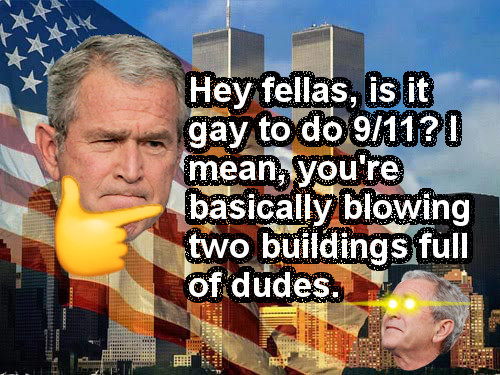 Hey fellas, is it
gay to do 9/11? I
mean, you're
basically blowing
two buildings full
of dudes.